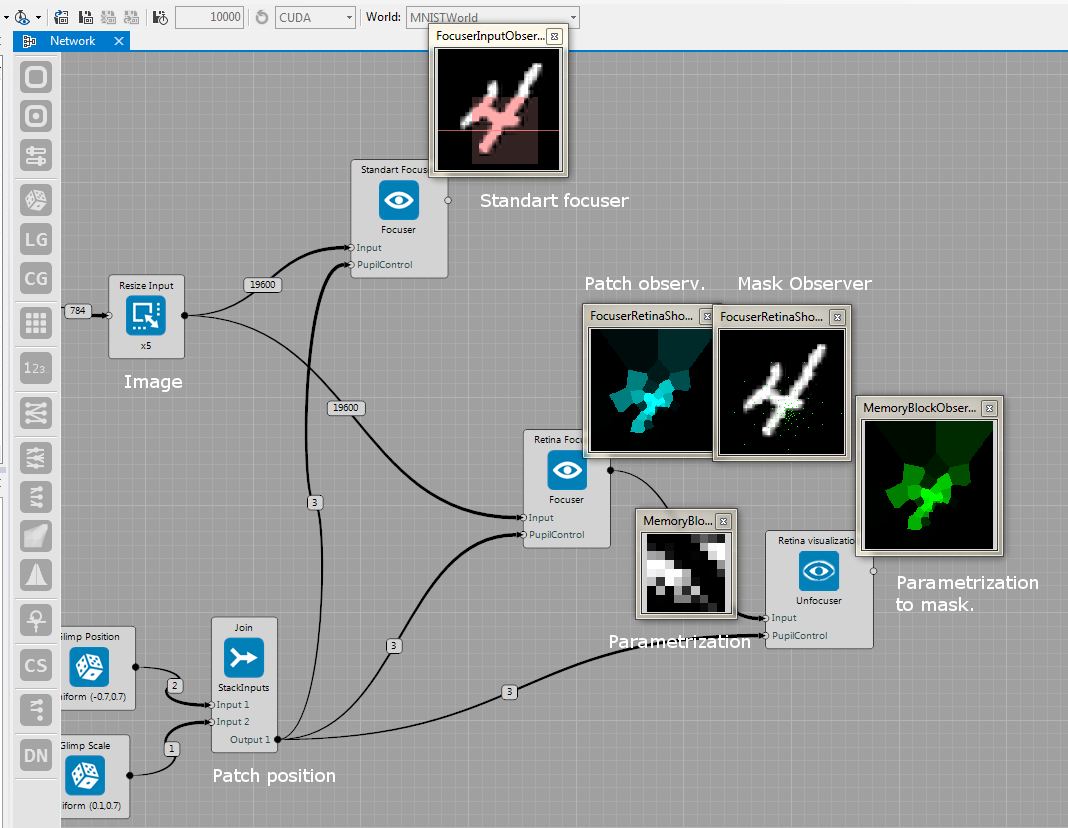 10000
CUDA
World:
MNISTWorld
Network
FocuserInputObser...
Standart Focus
Focuser
Input
PupilControl
Standart focuser
LG
CG
123
CS
DN
784
Resize Input
x5
Image
19600
19600
Patch observ.
Mask Observer
FocuserRetinaSho...
FocuserRetinaSho...
MemoryBlockObser...
Retina Focu
Focuser
Input
PupilControl
3
MemoryBlo...
Retina visualizatio
Unfocuser
Input
PupilControl
Parametrization
to mask.
Parametrization
Glimp Position
iform (-0.7,0.7)
2
Join
StackInputs
Input 1
Input 2
Output 1
3
3
1
Glimp Scale
iform (0.1,0.7)
Patch position